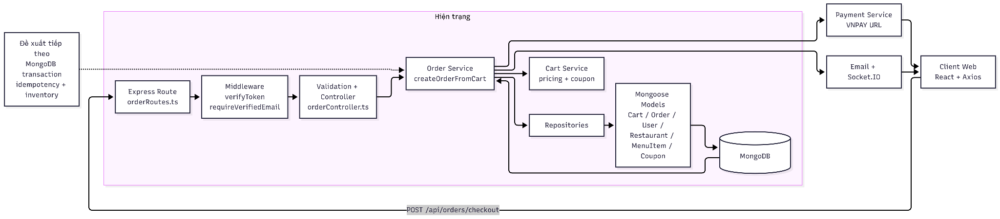 Hiện trạng
Đề xuất tiếp
theo
MongoDB
transaction
idempotency +
inventory
Express Route
orderRoutes.ts
Middleware
verifyToken
requireVerifiedEmail
Validation +
Controller
orderController.ts
Order Service
createOrderFromCart
Cart Service
pricing + coupon
Repositories
Mongoose
Models
Cart / Order /
User /
Restaurant /
MenuItem /
Coupon
MongoDB
Payment Service
VNPAY URL
Email +
Socket.IO
Client Web
React + Axios
POST /api/orders/checkout